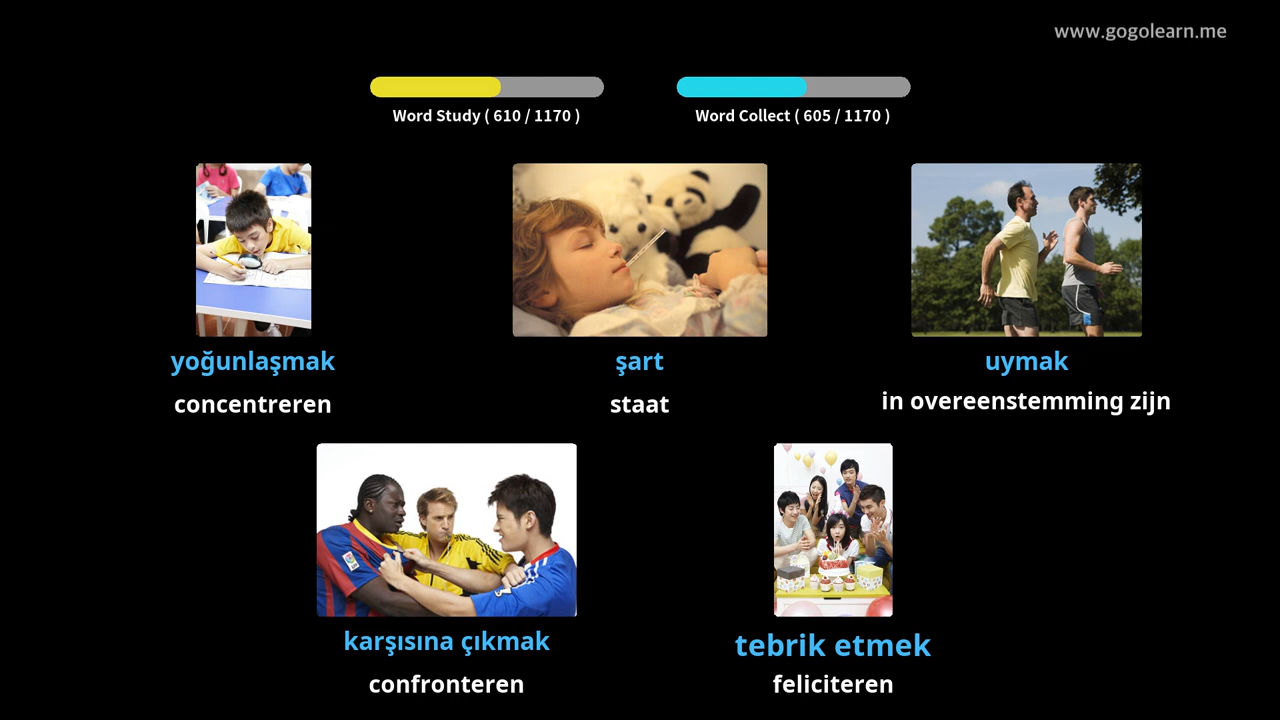 www.gogolearn.me
Word Study ( 610 / 1170 )
Word Collect ( 605 / 1170 )
yoğunlaşmak
şart
uymak
concentreren
staat
in overeenstemming zijn
karşısına çıkmak
tebrik etmek
confronteren
feliciteren